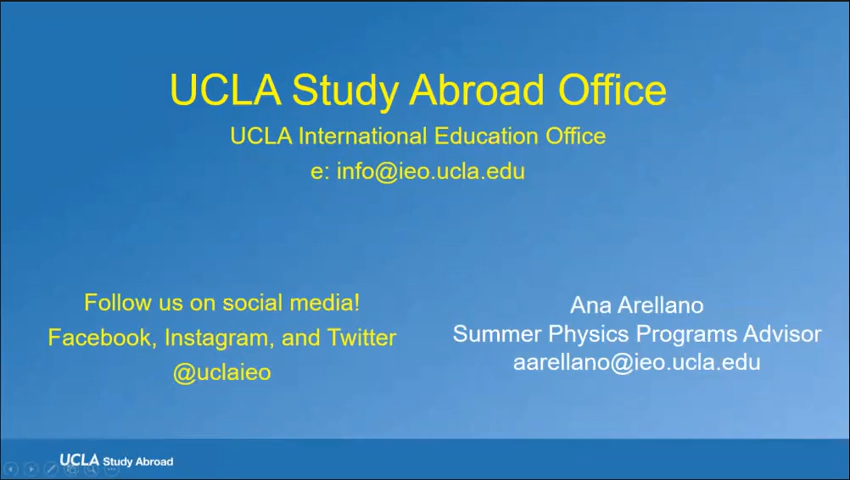 UCLA Study Abroad Office
UCLA International Education Office
e: info@ieo.ucla.edu
Follow us on social media!
Facebook, Instagram, and Twitter
@uclaieo
Ana Arellano
Summer Physics Programs Advisor
aarellano@ieo.ucla.edu
UCLA Study Abroad